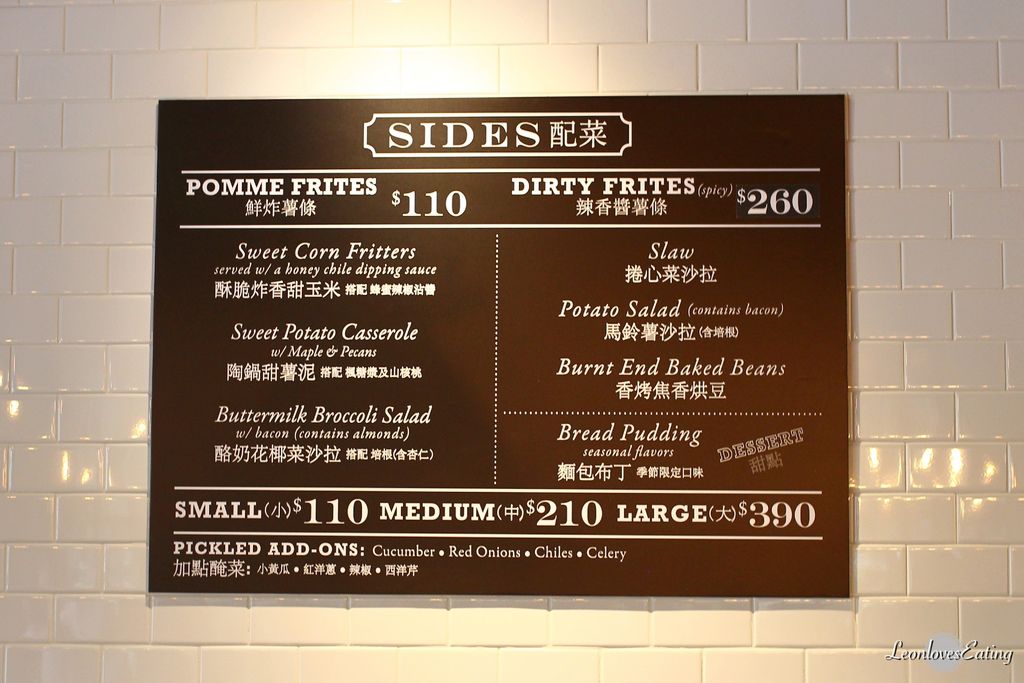 SIDES 配菜
POMME FRITES $110
鮮炸薯條
DIRTY FRITES (spicy) $260
辣香醬薯條
Sweet Corn Fritters
served w/ a honey chile dipping sauce
酥脆炸香甜玉米 搭配 蜂蜜辣椒沾醬
Sweet Potato Casserole
w/ Maple & Pecans
陶鍋甜薯泥 搭配 楓糖漿及山核桃
Buttermilk Broccoli Salad
w/ bacon (contains almonds)
酪奶花椰菜沙拉 搭配 培根(含杏仁)
Slaw
捲心菜沙拉
Potato Salad (contains bacon)
馬鈴薯沙拉 (含培根)
Burnt End Baked Beans
香烤焦香烘豆
Bread Pudding
seasonal flavors
麵包布丁 季節限定口味
DESSERT
甜點
SMALL(小)$110 MEDIUM(中)$210 LARGE(大)$390
PICKLED ADD-ONS: Cucumber • Red Onions • Chiles • Celery
加點醃菜: 小黃瓜 • 紅洋蔥 • 辣椒 • 西洋芹
LeonlovesEating